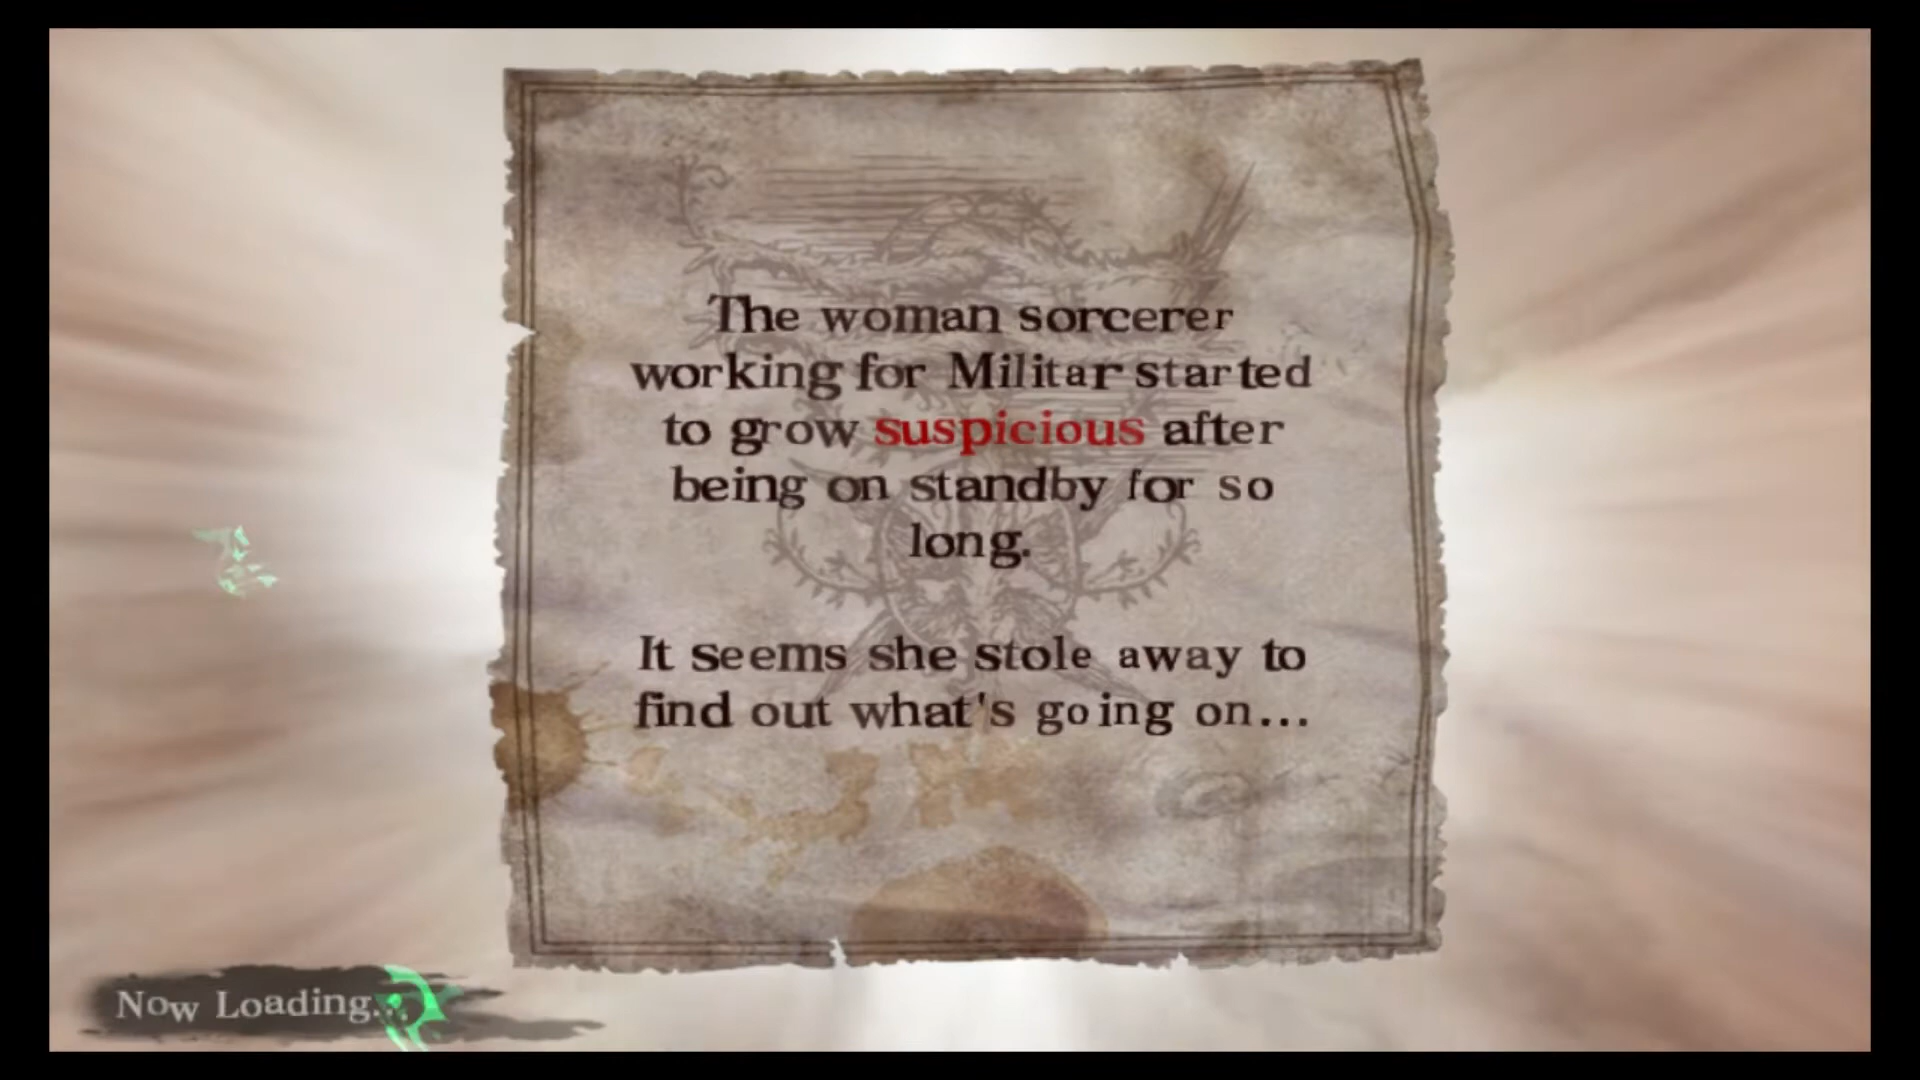 The woman sorcerer
working for Militar started
to grow suspicious after
being on standby for so
long.
It seems she stole away to
find out what's going on...
Now Loading...